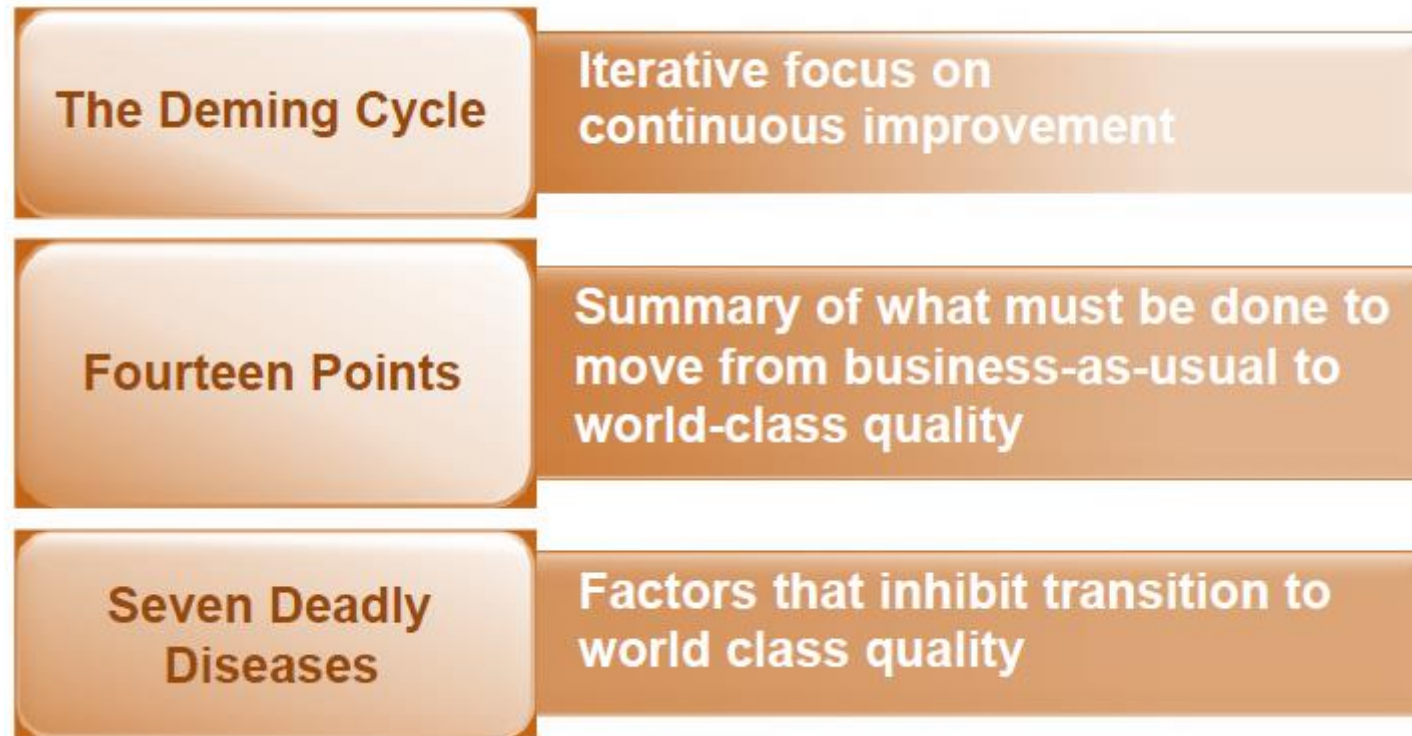 The Deming Cycle
Iterative focus on
continuous improvement
Fourteen Points
Summary of what must be done to
move from business-as-usual to
world-class quality
Seven Deadly
Diseases
Factors that inhibit transition to
world class quality